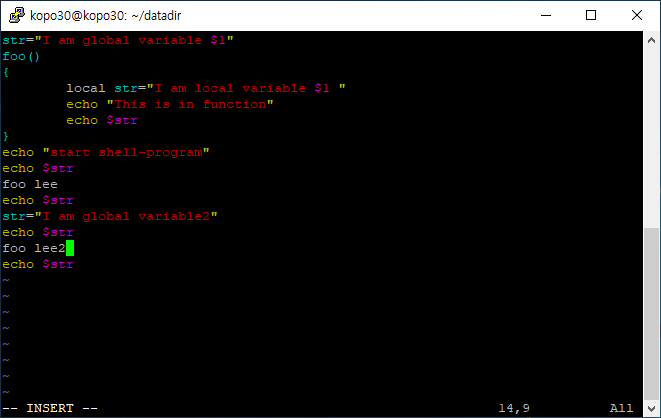 kopo30@kopo30: ~/datadir
str="I am global variable $1"
foo()
{
        local str="I am local variable $1 "
        echo "This is in function"
        echo $str
}
echo "start shell-program"
echo $str
foo lee
echo $str
str="I am global variable2"
echo $str
foo lee2
echo $str
~
~
~
~
~
~
~
~
-- INSERT -- 14,9 All